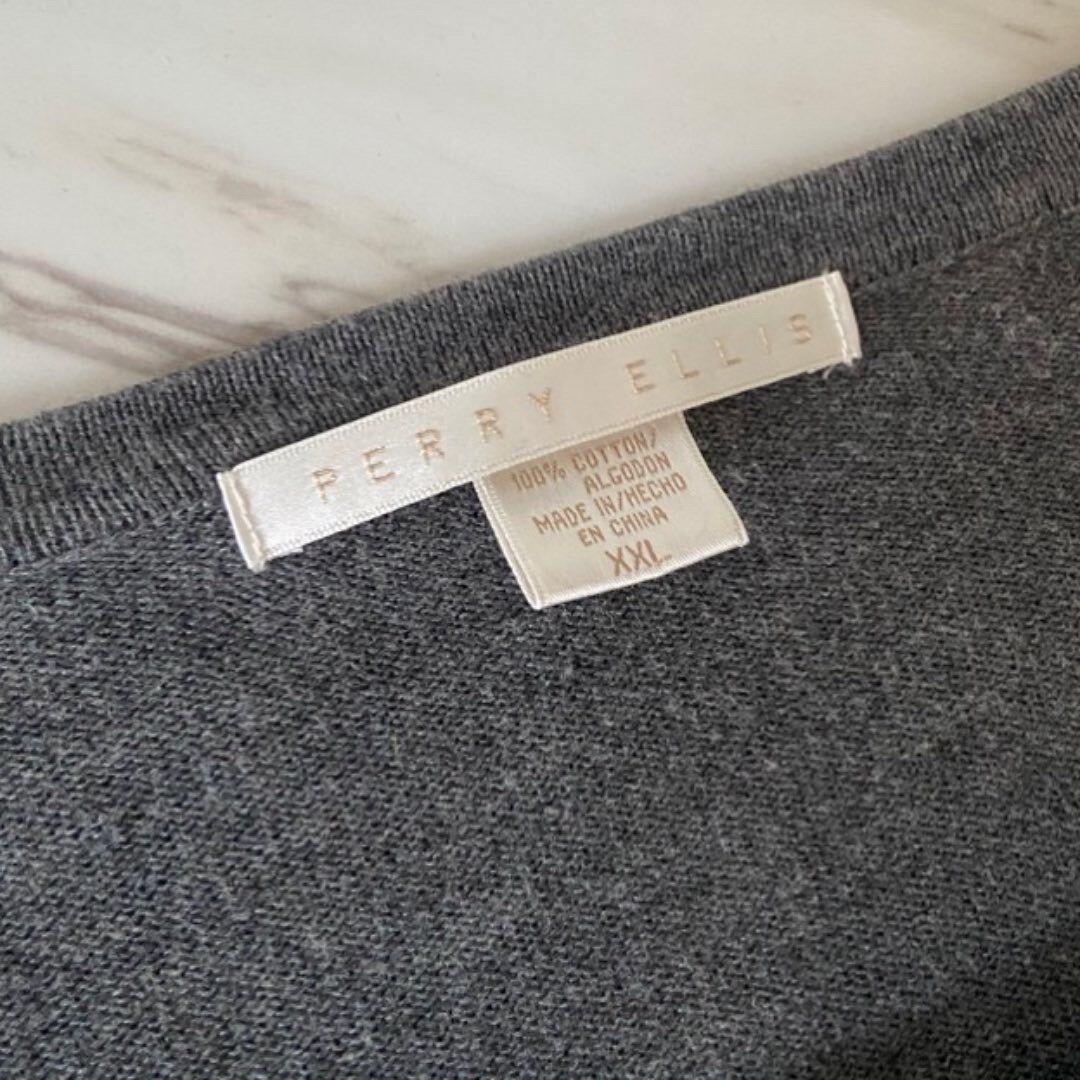 PERRY ELLIS
100% COTTON/
ALGODON
MADE IN/HECHO
EN CHINA
XXL